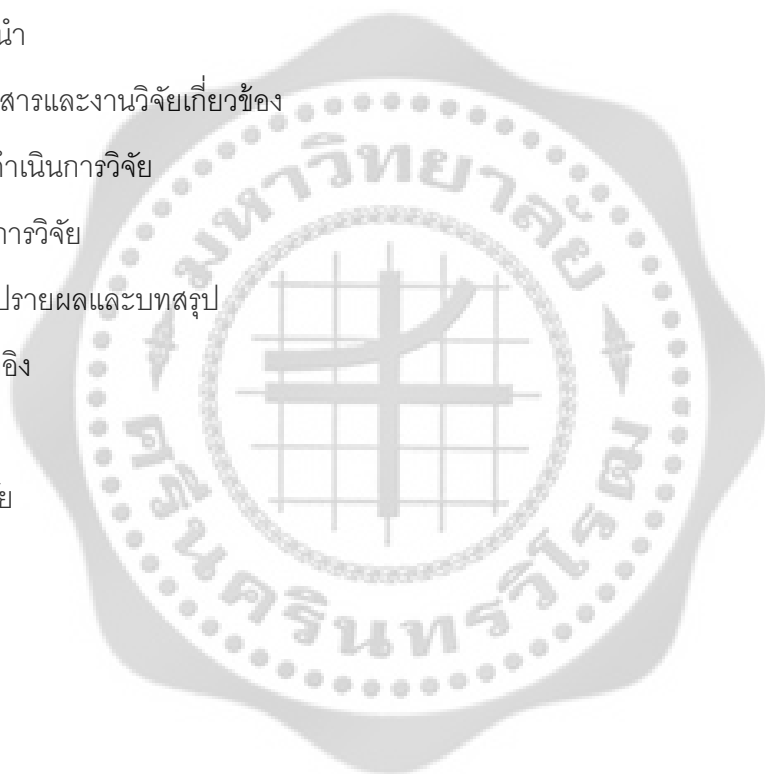 นำ
สารและงานวิจัยเกี่ยวข้อง
ดำเนินการวิจัย
การวิจัย
ปรายผลและบทสรุป
อิง
ัย
มหาวิทยาลัย
ศรีนครินทรวิโรฒ